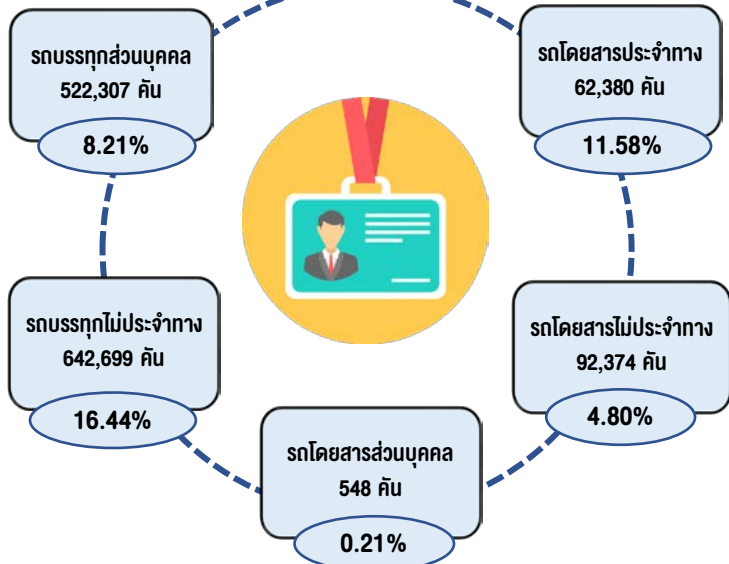 รถบรรทุกส่วนบุคคล
522,307 คัน
8.21%
รถโดยสารประจำทาง
62,380 คัน
11.58%
รถบรรทุกไม่ประจำทาง
642,699 คัน
16.44%
รถโดยสารไม่ประจำทาง
92,374 คัน
4.80%
รถโดยสารส่วนบุคคล
548 คัน
0.21%